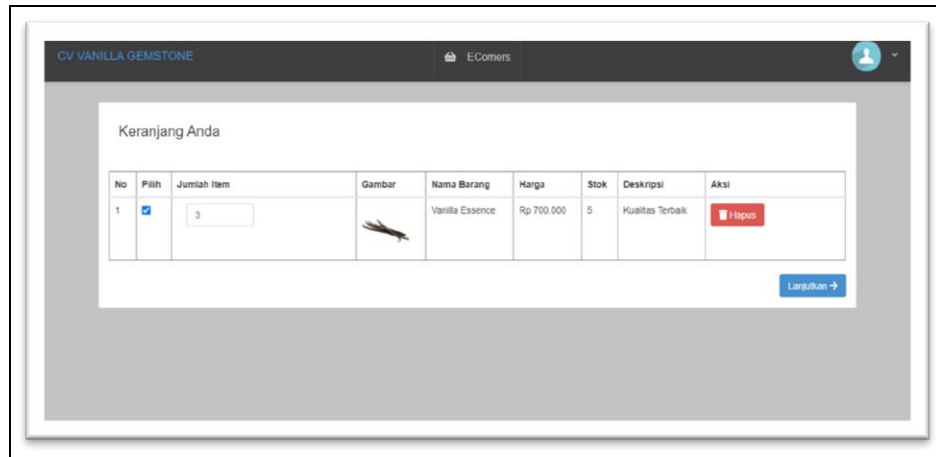 CV VANILLA GEMSTONE EComers
Keranjang Anda
No Pilih Jumlah Item Gambar Nama Barang Harga Stok Deskripsi Aksi
1 3 Vanilla Essence Rp 700.000 5 Kualitas Terbaik Hapus
Lanjutkan →